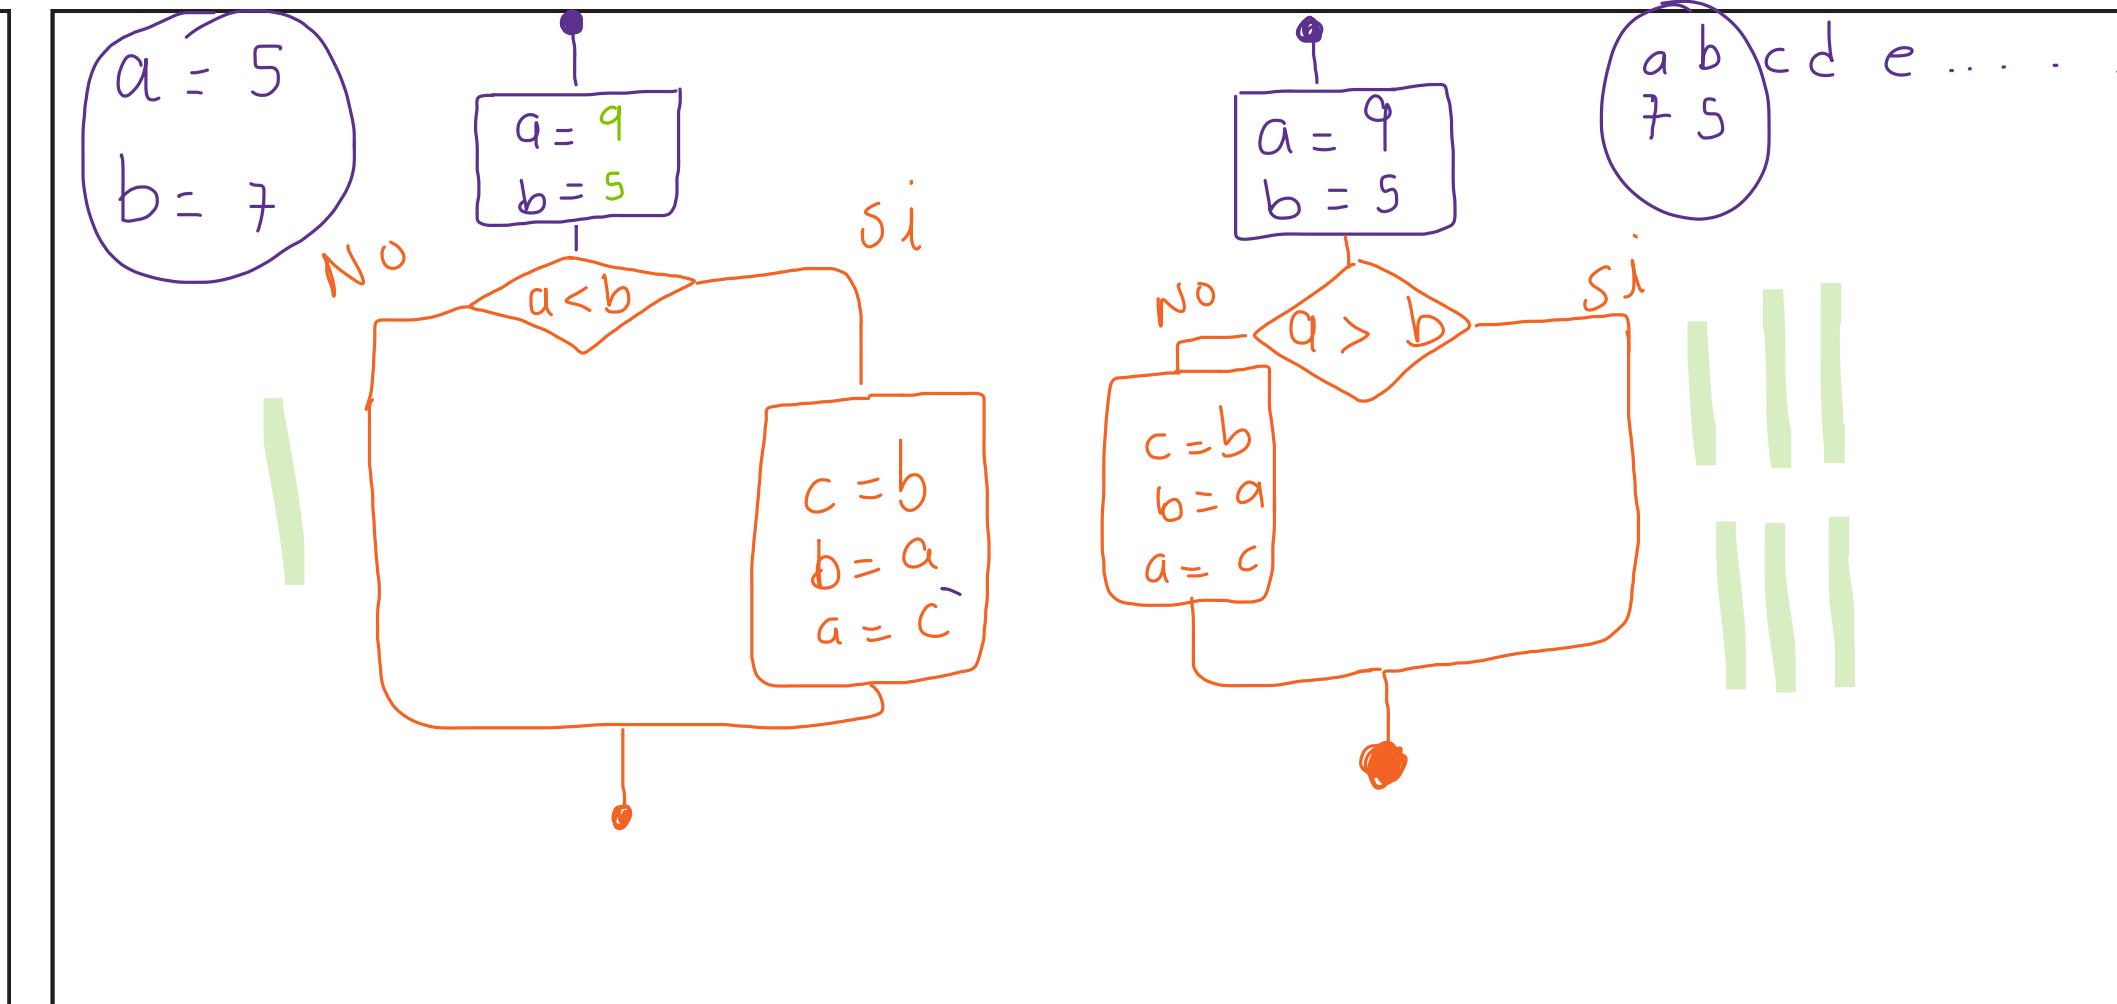 a = 5
b = 7
a = 9
b = 5
NO
si
a < b
c = b
b = a
a = c
a = 9
b = 5
a b c d e . . . . .
7 5
NO
si
a > b
c = b
b = a
a = c